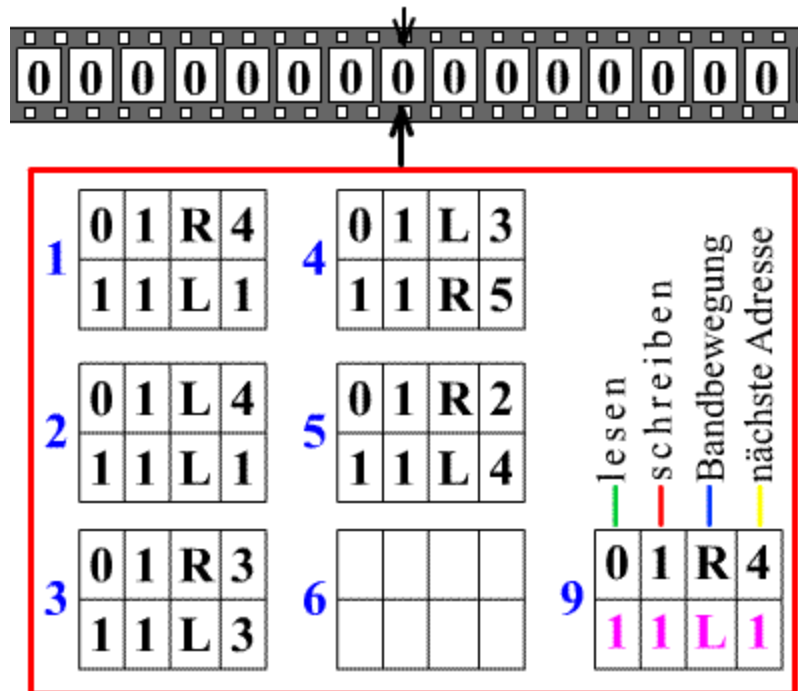 0 0 0 0 0 0 0 0 0 0 0 0 0 0 0
1
0 1 R 4
1 1 L 1
4
0 1 L 3
1 1 R 5
2
0 1 L 4
1 1 L 1
5
0 1 R 2
1 1 L 4
3
0 1 R 3
1 1 L 3
6
lesen
schreiben
Bandbewegung
nächste Adresse
9
0 1 R 4
1 1 L 1